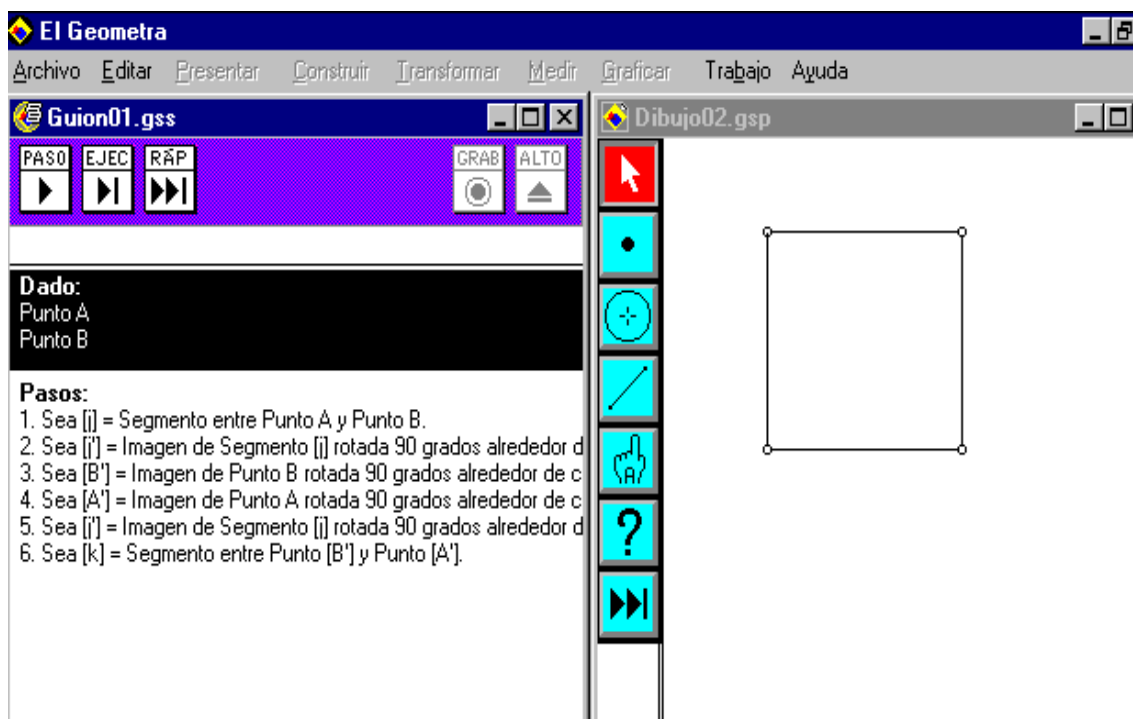 El Geometra
Archivo Editar Presentar Construir Transformar Medir Graficar Trabajo Ayuda
Guion01.gss
PASO EJEC RÁP GRAB ALTO
Dado:
Punto A
Punto B
Pasos:
1. Sea [j] = Segmento entre Punto A y Punto B.
2. Sea [j'] = Imagen de Segmento [j] rotada 90 grados alrededor d
3. Sea [B'] = Imagen de Punto B rotada 90 grados alrededor de c
4. Sea [A'] = Imagen de Punto A rotada 90 grados alrededor de c
5. Sea [j'] = Imagen de Segmento [j] rotada 90 grados alrededor d
6. Sea [k] = Segmento entre Punto [B'] y Punto [A'].
Dibujo02.gsp
A
?